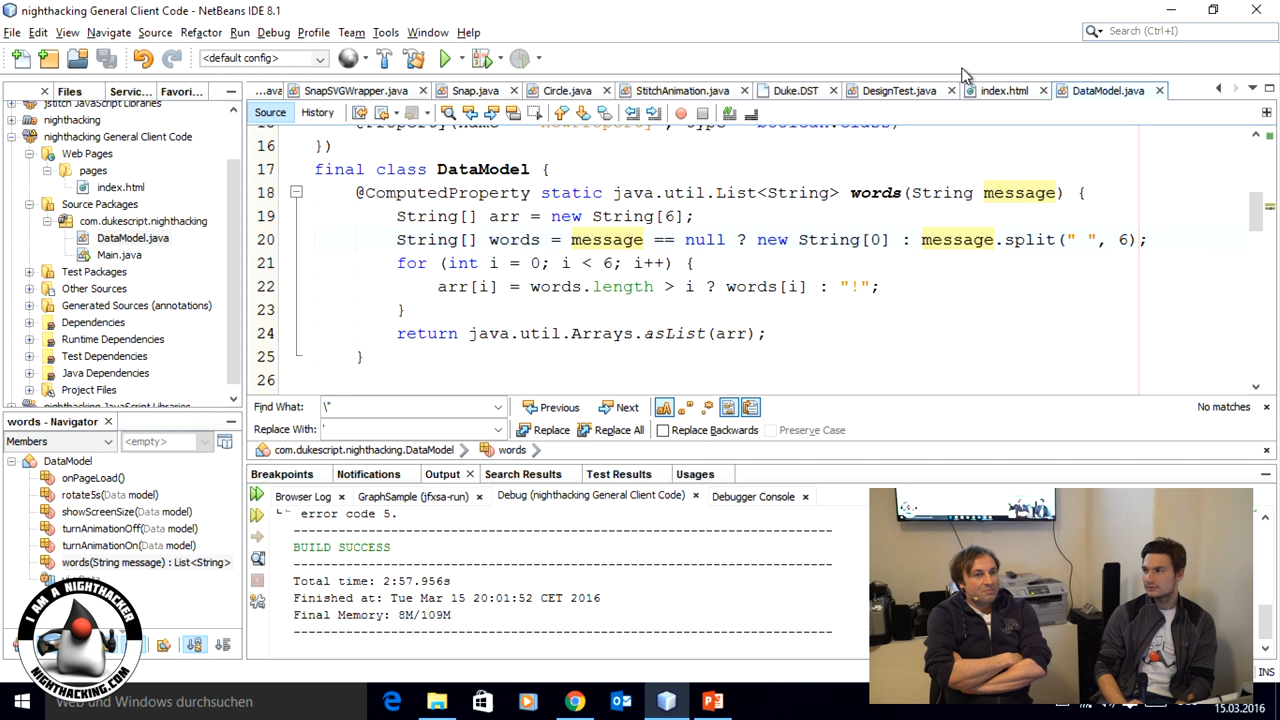 nighthacking General Client Code - NetBeans IDE 8.1
File Edit View Navigate Source Refactor Run Debug Profile Team Tools Window Help
Search (Ctrl+I)
<default config>
Files Servic... Favori...
...ge SnapSVGWrapper.java Snap.java Circle.java StitchAnimation.java Duke.DST DesignTest.java index.html DataModel.java
Source History
jstitch JavaScript Libraries
nighthacking
nighthacking General Client Code
Web Pages
pages
index.html
Source Packages
com.dukescript.nighthacking
DataModel.java
Main.java
Test Packages
Other Sources
Generated Sources (annotations)
Dependencies
Runtime Dependencies
Test Dependencies
Java Dependencies
Project Files
nighthacking JavaScript Libraries
16 })
17 final class DataModel {
18 @ComputedProperty static java.util.List<String> words(String message) {
19 String[] arr = new String[6];
20 String[] words = message == null ? new String[0] : message.split(" ", 6);
21 for (int i = 0; i < 6; i++) {
22 arr[i] = words.length > i ? words[i] : "!";
23 }
24 return java.util.Arrays.asList(arr);
25 }
26
Find What: \" Previous Next No matches
Replace With: ' Replace Replace All Replace Backwards Preserve Case
com.dukescript.nighthacking.DataModel words
words - Navigator
Members <empty>
DataModel
onPageLoad()
rotate5s(Data model)
showScreenSize(Data model)
turnAnimationOff(Data model)
turnAnimationOn(Data model)
words(String message) : List<String>
Breakpoints Notifications Output Search Results Test Results Usages
Browser Log GraphSample (jfxsa-run) Debug (nighthacking General Client Code) Debugger Console
error code 5.
BUILD SUCCESS
Total time: 2:57.956s
Finished at: Tue Mar 15 20:01:52 CET 2016
Final Memory: 8M/109M
INS
I AM A NIGHTHACKER
NIGHTHACKING.COM
Web und Windows durchsuchen
15.03.2016